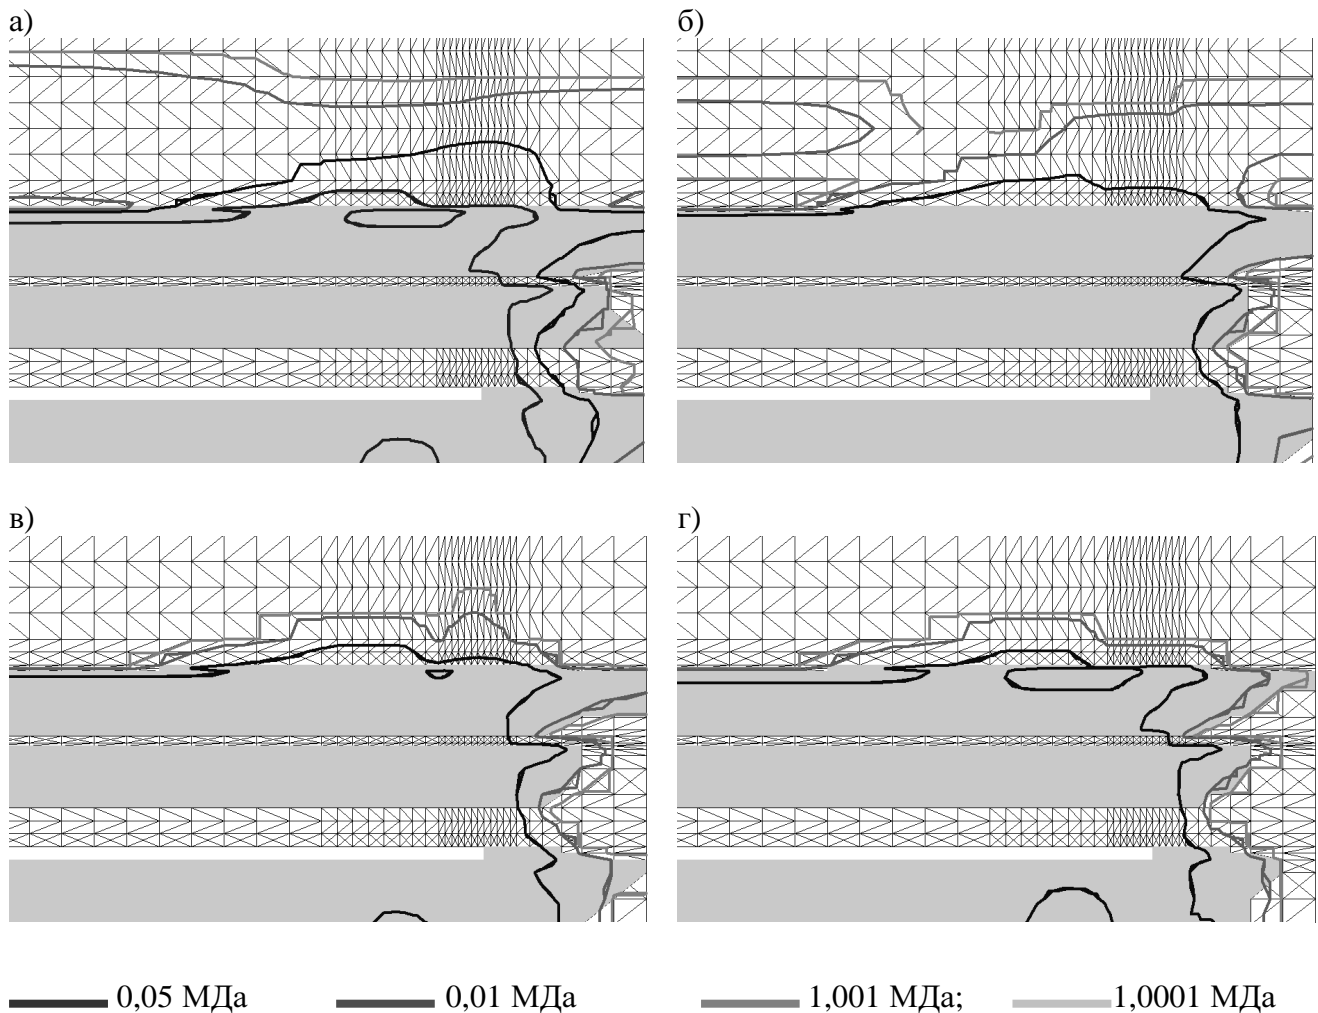 а)
б)
в)
г)
0,05 МДа
0,01 МДа
1,001 МДа;
1,0001 МДа